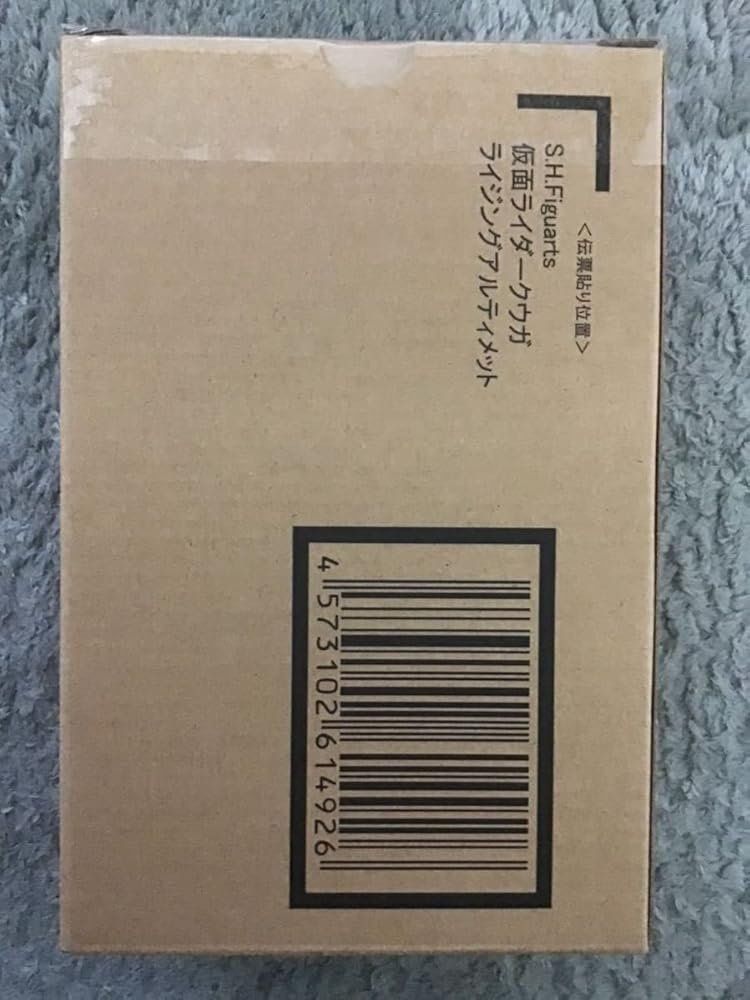 <伝票貼り位置>
S.H.Figuarts
仮面ライダークウガ
ライジングアルティメット
4 573102 614926